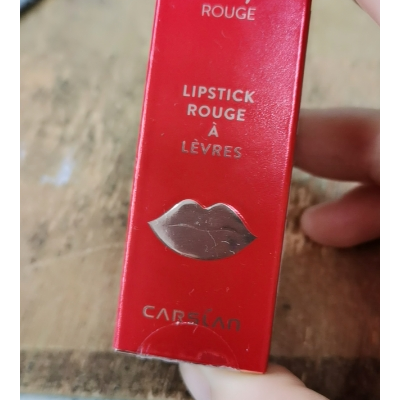 ROUGE
LIPSTICK
ROUGE
À
LÈVRES
CARSLAN